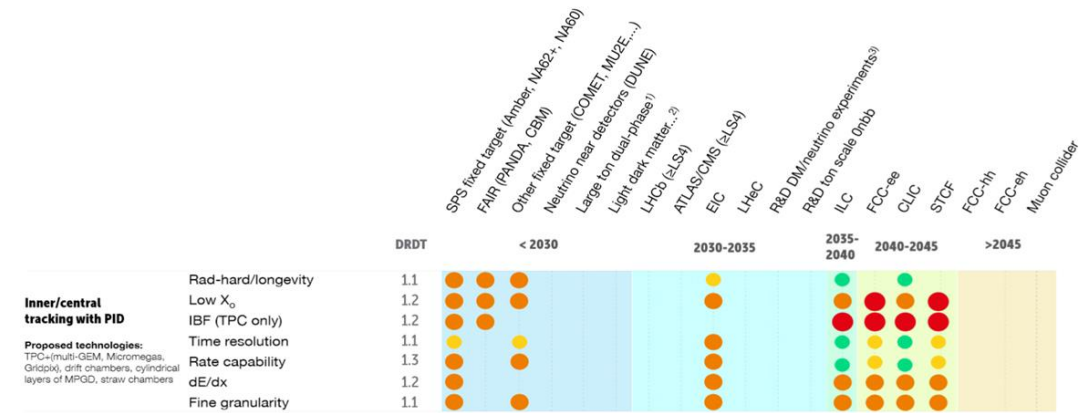 SPS fixed target (Amber, NA62+, NA60)
FAIR (PANDA, CBM)
Other fixed target (COMET, MU2E,...)
Neutrino near detectors (DUNE)
Large ton dual-phase¹⁾
Light dark matter...²⁾
LHCb (≥LS4)
ATLAS/CMS (≥LS4)
EIC
LHeC
R&D DM/neutrino experiments³⁾
R&D ton scale 0nbb
ILC
FCC-ee
CLIC
STCF
FCC-hh
FCC-eh
Muon collider
DRDT
< 2030
2030-2035
2035-
2040
2040-2045
>2045
Inner/central
tracking with PID
Proposed technologies:
TPC+(multi-GEM, Micromegas,
Gridpix), drift chambers, cylindrical
layers of MPGD, straw chambers
Rad-hard/longevity 1.1
Low Xₒ 1.2
IBF (TPC only) 1.2
Time resolution 1.1
Rate capability 1.3
dE/dx 1.2
Fine granularity 1.1